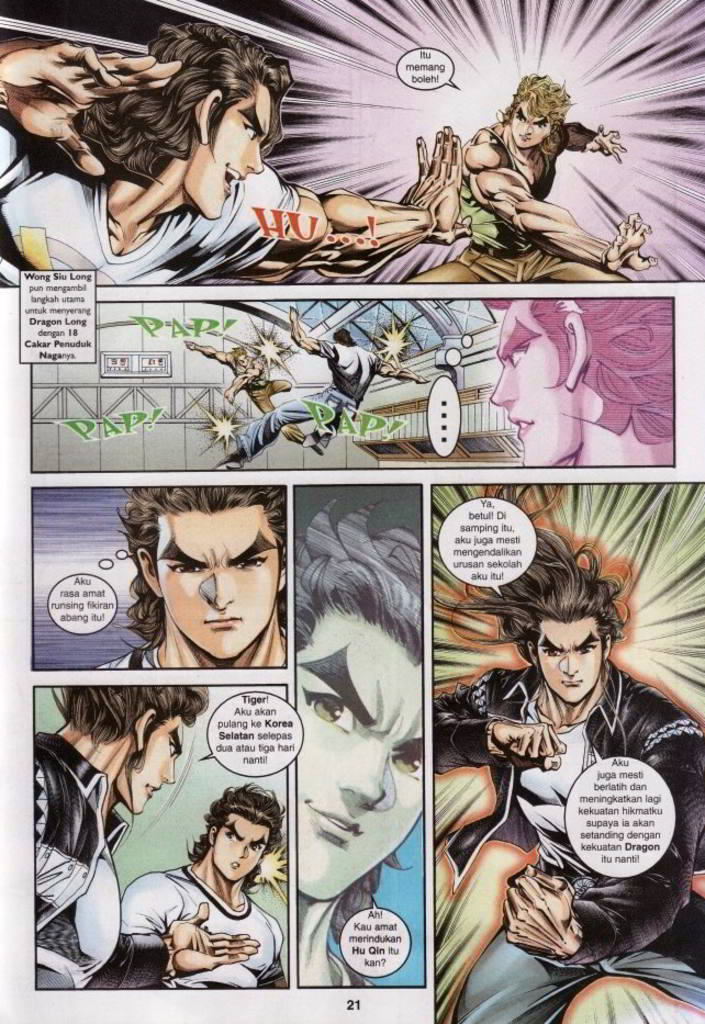 Itu
memang
boleh!
HU....!
Wong Siu Long
pun mengambil
langkah utama
untuk menyerang
Dragon Long
dengan 18
Cakar Penuduk
Naganya.
PAP!
PAP!
PAP!
PAP!
....
Aku
rasa amat
runsing fikiran
abang itu!
Tiger!
Aku akan
pulang ke Korea
Selatan selepas
dua atau tiga hari
nanti!
Ah!
Kau amat
merindukan
Hu Qin itu
kan?
Ya,
betul! Di
samping itu,
aku juga mesti
mengendalikan
urusan sekolah
aku itu!
Aku
juga mesti
berlatih dan
meningkatkan lagi
kekuatan hikmatku
supaya ia akan
setanding dengan
kekuatan Dragon
itu nanti!
21